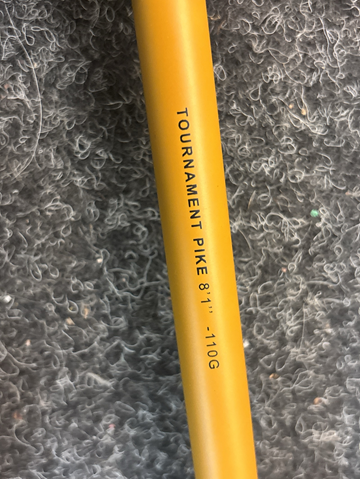 TOURNAMENT PIKE 8'1'' -110G